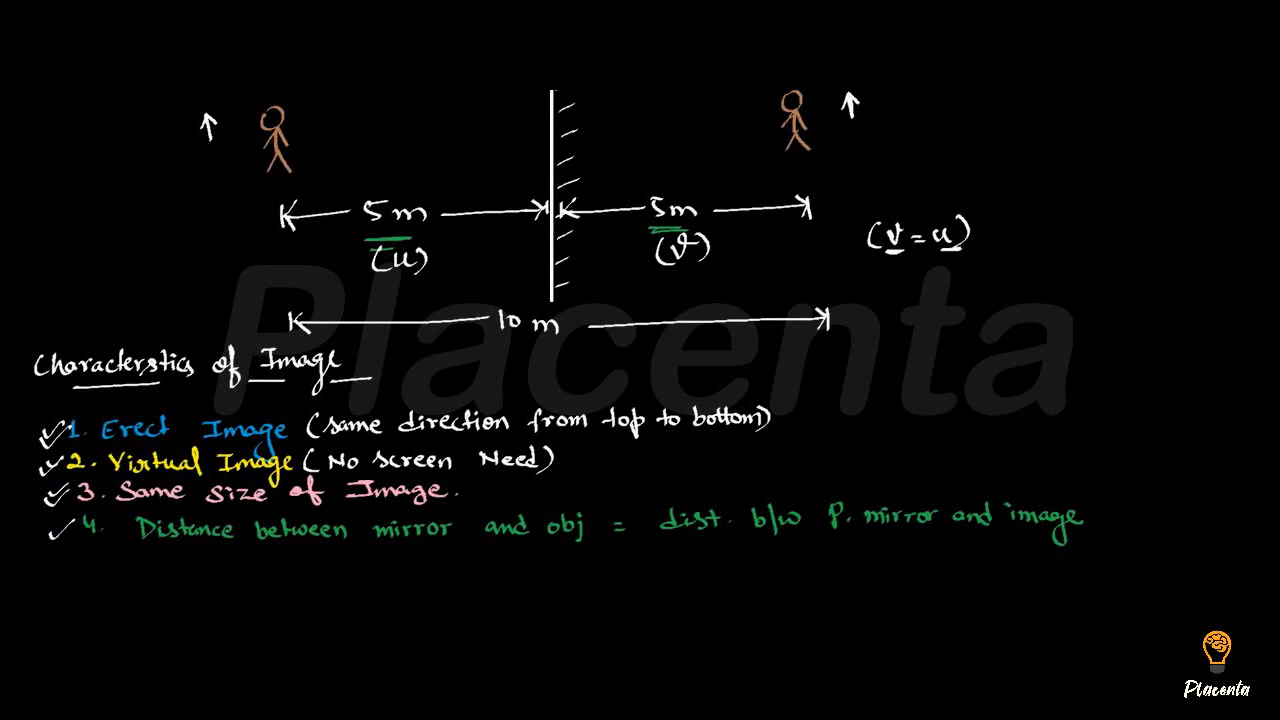 5m 5m
(u) (v) (v = u)
10 m
Characterstics of Image
1. Erect Image (same direction from top to bottom)
2. Virtual Image (No screen Need)
3. Same size of Image.
4. Distance between mirror and obj = dist. b/w P. mirror and image
Placenta
Placenta